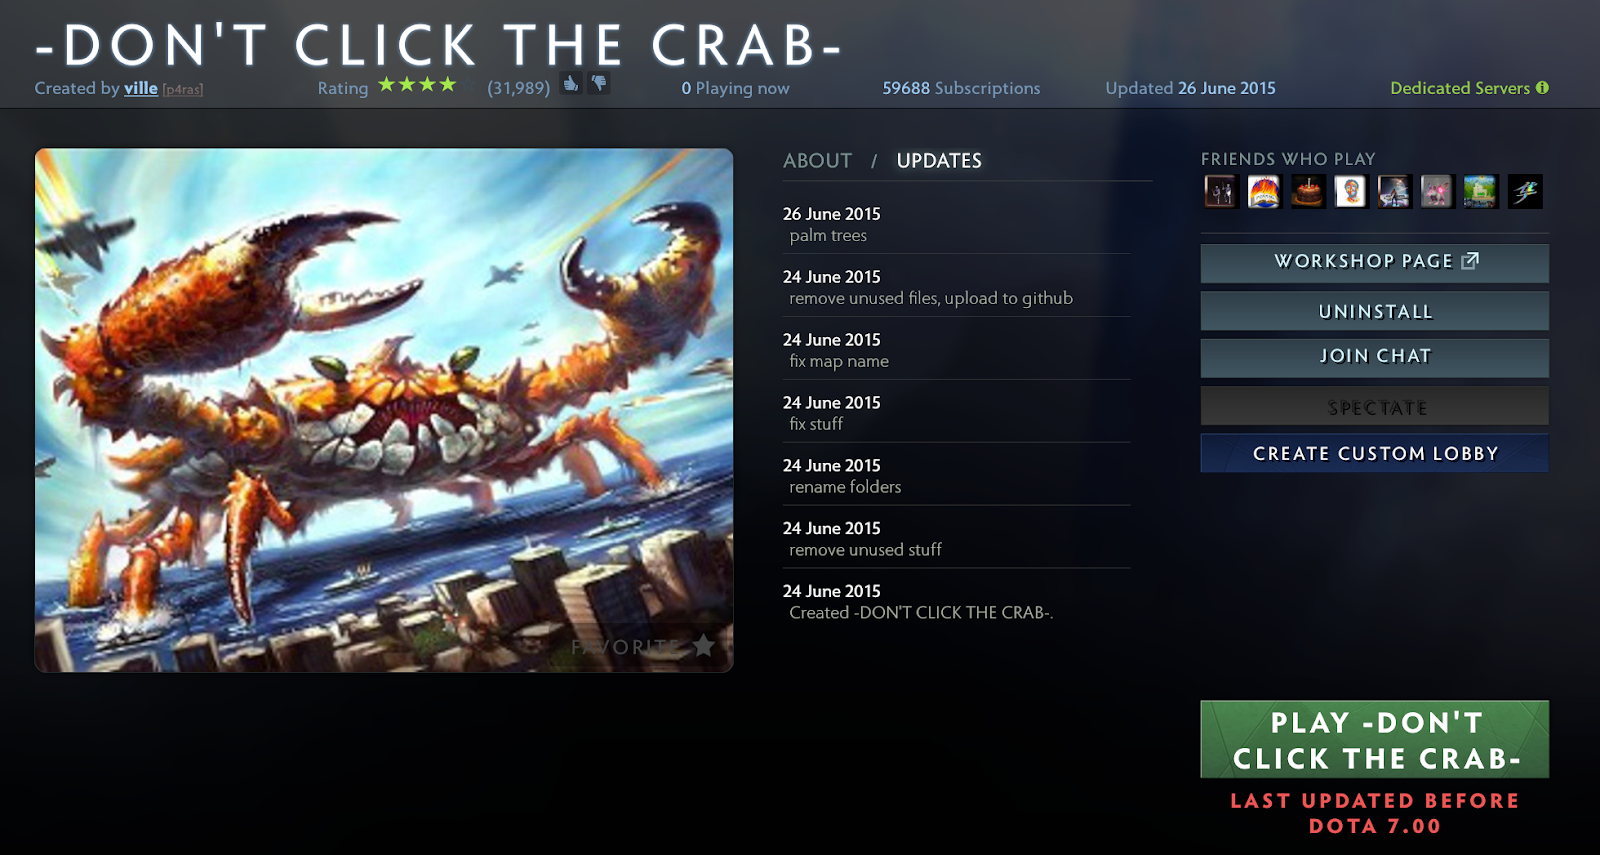 -DON'T CLICK THE CRAB-
Created by ville [p4ras]
Rating (31,989)
0 Playing now
59688 Subscriptions
Updated 26 June 2015
Dedicated Servers
ABOUT / UPDATES
26 June 2015
palm trees
24 June 2015
remove unused files, upload to github
24 June 2015
fix map name
24 June 2015
fix stuff
24 June 2015
rename folders
24 June 2015
remove unused stuff
24 June 2015
Created -DON'T CLICK THE CRAB-.
FAVORITE
FRIENDS WHO PLAY
WORKSHOP PAGE
UNINSTALL
JOIN CHAT
SPECTATE
CREATE CUSTOM LOBBY
PLAY -DON'T
CLICK THE CRAB-
LAST UPDATED BEFORE
DOTA 7.00